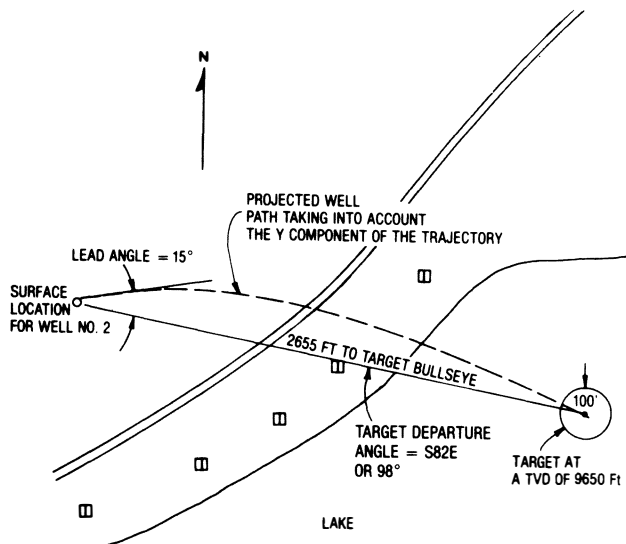 N
PROJECTED WELL
PATH TAKING INTO ACCOUNT
THE Y COMPONENT OF THE TRAJECTORY
LEAD ANGLE = 15°
SURFACE
LOCATION
FOR WELL NO. 2
2655 FT TO TARGET BULLSEYE
100'
TARGET DEPARTURE
ANGLE = S82E
OR 98°
TARGET AT
A TVD OF 9650 Ft
LAKE